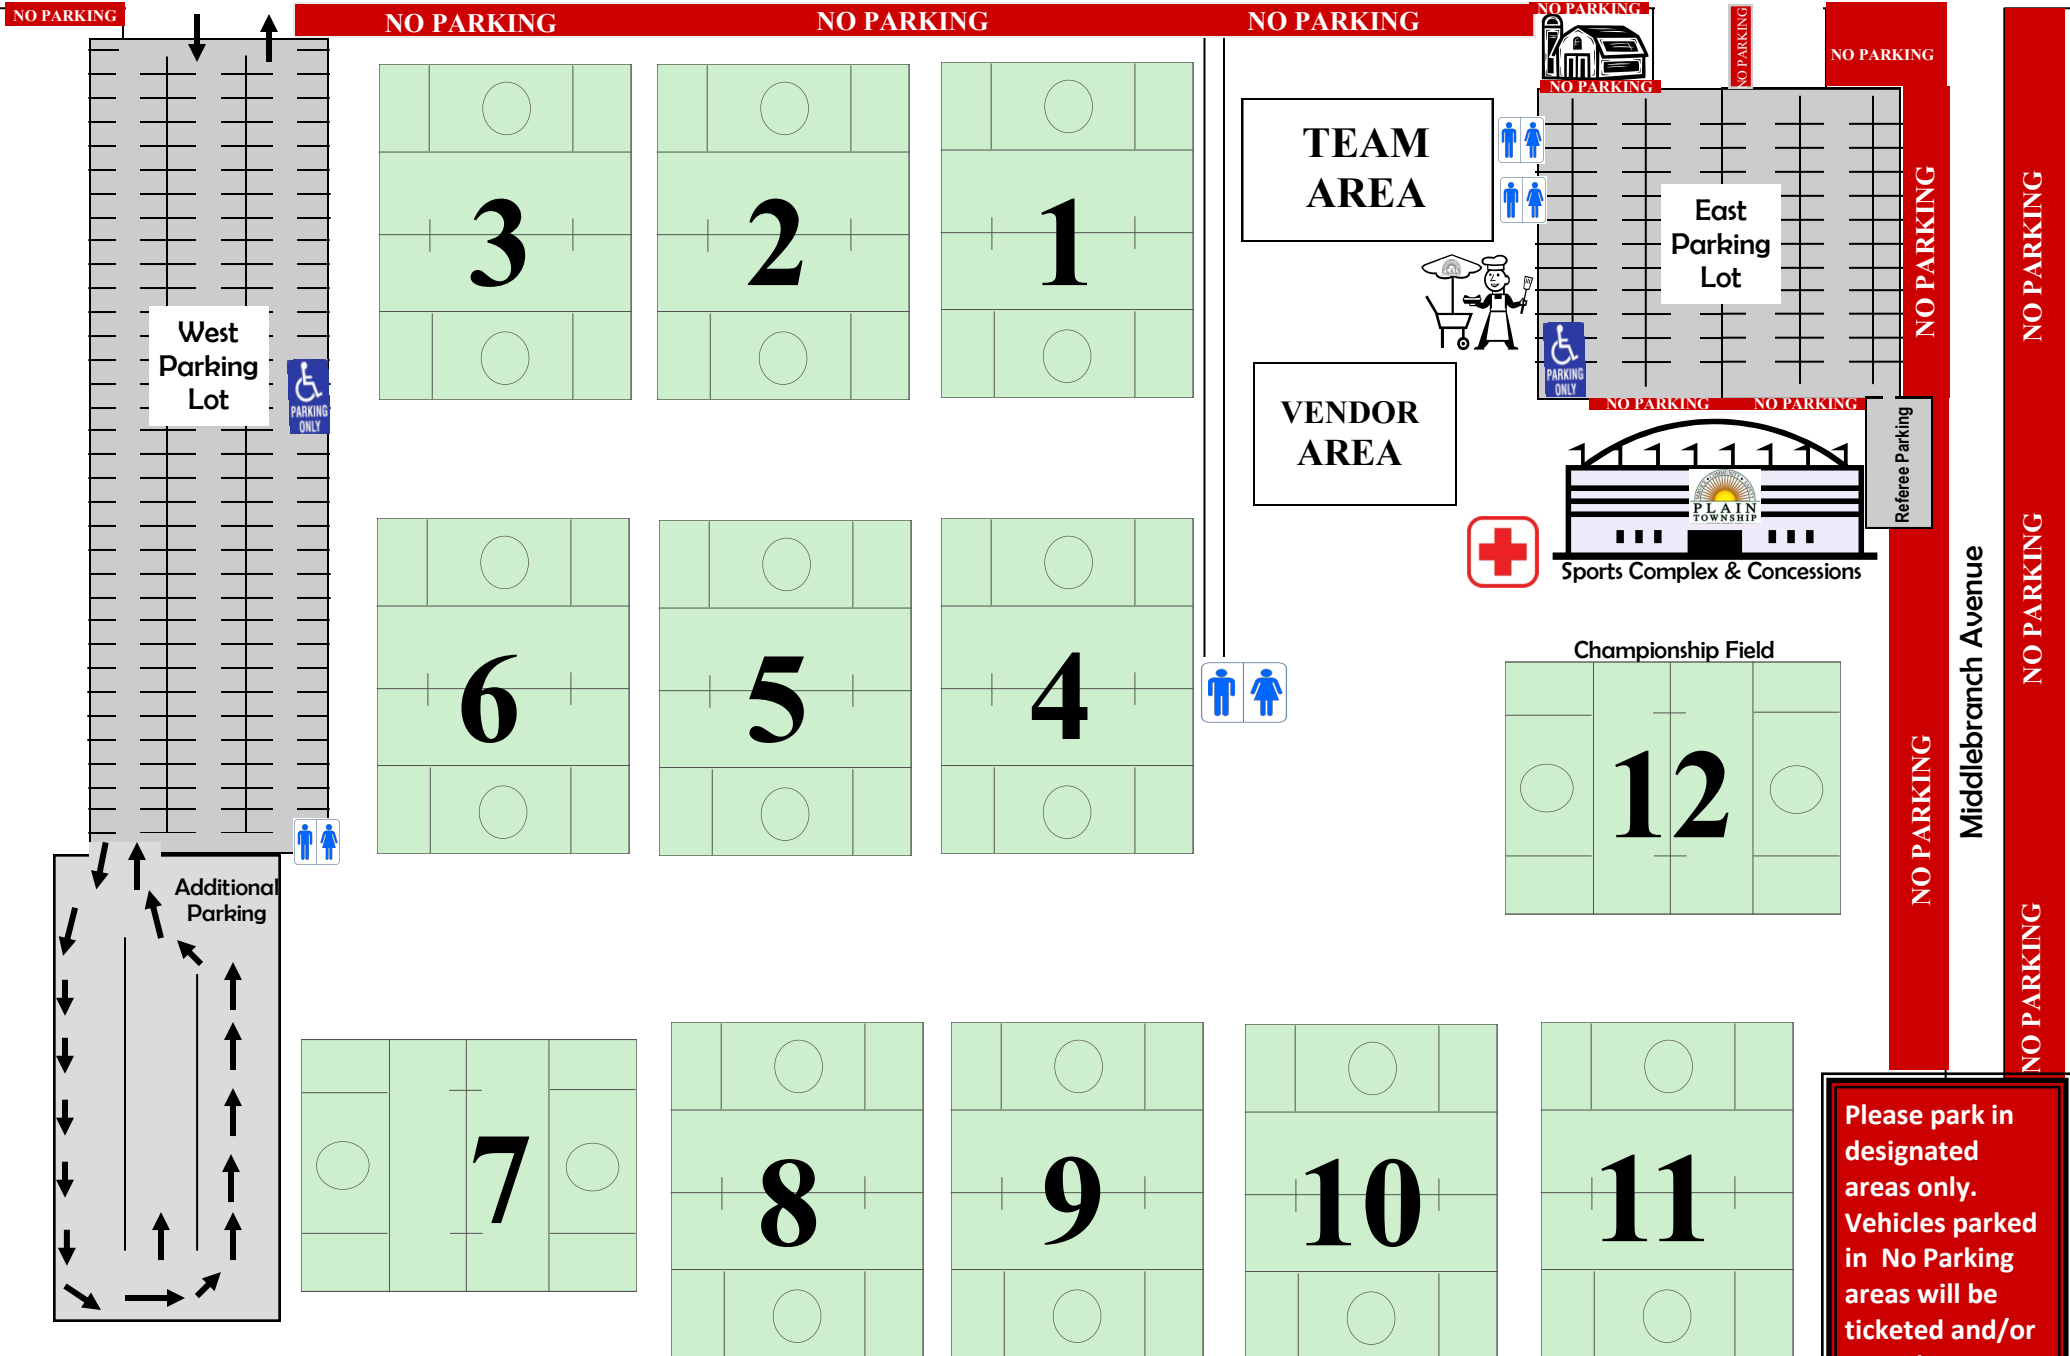 NO PARKING
NO PARKING
NO PARKING
NO PARKING
NO PARKING
NO PARKING
NO PARKING
NO PARKING
3
2
1
TEAM
AREA
East
Parking
Lot
NO PARKING
NO PARKING
West
Parking
Lot
PARKING
ONLY
PARKING
ONLY
VENDOR
AREA
NO PARKING
NO PARKING
Referee Parking
PLAIN
TOWNSHIP
Sports Complex & Concessions
6
5
4
Championship Field
12
NO PARKING
Middlebranch Avenue
NO PARKING
NO PARKING
Additional
Parking
7
8
9
10
11
Please park in
designated
areas only.
Vehicles parked
in No Parking
areas will be
ticketed and/or